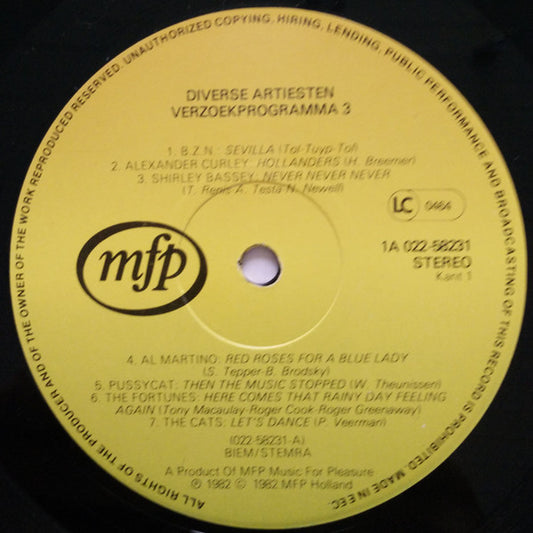 ALL RIGHTS OF THE PRODUCER AND OF THE OWNER OF THE WORK REPRODUCED RESERVED. UNAUTHORIZED COPYING, HIRING, LENDING, PUBLIC PERFORMANCE AND BROADCASTING OF THIS RECORD IS PROHIBITED. MADE IN EEC.
DIVERSE ARTIESTEN
VERZOEKPROGRAMMA 3
1. B.Z.N.: SEVILLA (Tol-Tuyp-Tol)
2. ALEXANDER CURLEY: HOLLANDERS (H. Breemer)
3. SHIRLEY BASSEY: NEVER NEVER NEVER
(T. Renis A. Testa N. Newell)
LC 0464
mfp
1A 022-58231
STEREO
Kant 1
4. AL MARTINO: RED ROSES FOR A BLUE LADY
(S. Tepper-B. Brodsky)
5. PUSSYCAT: THEN THE MUSIC STOPPED (W. Theunissen)
6. THE FORTUNES: HERE COMES THAT RAINY DAY FEELING
AGAIN (Tony Macaulay-Roger Cook-Roger Greenaway)
7. THE CATS: LET'S DANCE (P. Veerman)
(022-58231-A)
BIEM/STEMRA
A Product Of MFP Music For Pleasure
℗ 1982 © 1982 MFP Holland